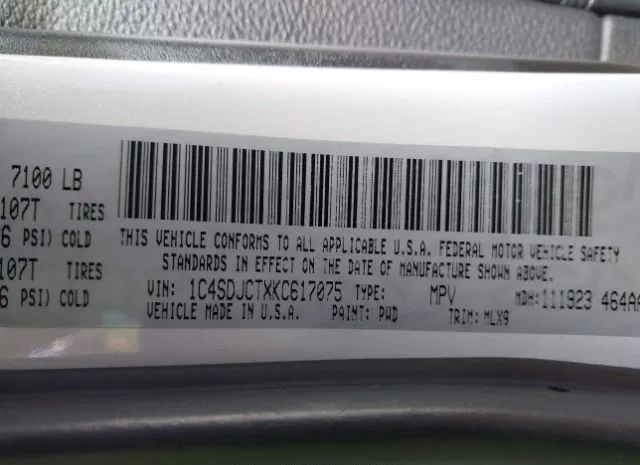 7100 LB
107T TIRES
6 PSI) COLD
107T TIRES
6 PSI) COLD
THIS VEHICLE CONFORMS TO ALL APPLICABLE U.S.A. FEDERAL MOTOR VEHICLE SAFETY
STANDARDS IN EFFECT ON THE DATE OF MANUFACTURE SHOWN ABOVE.
VIN: 1C4SDJCTXKC617075 TYPE: MPV MDH: 111923 464AA
VEHICLE MADE IN U.S.A. PAINT: PWD TRIM: MLX9